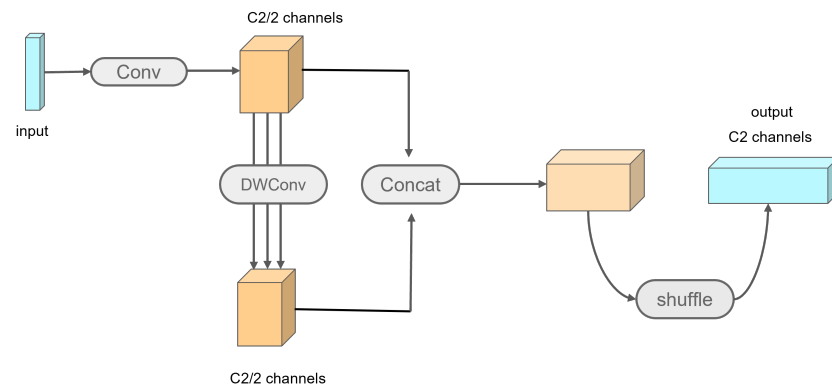 C2/2 channels
Conv
input
output
C2 channels
DWConv
Concat
shuffle
C2/2 channels